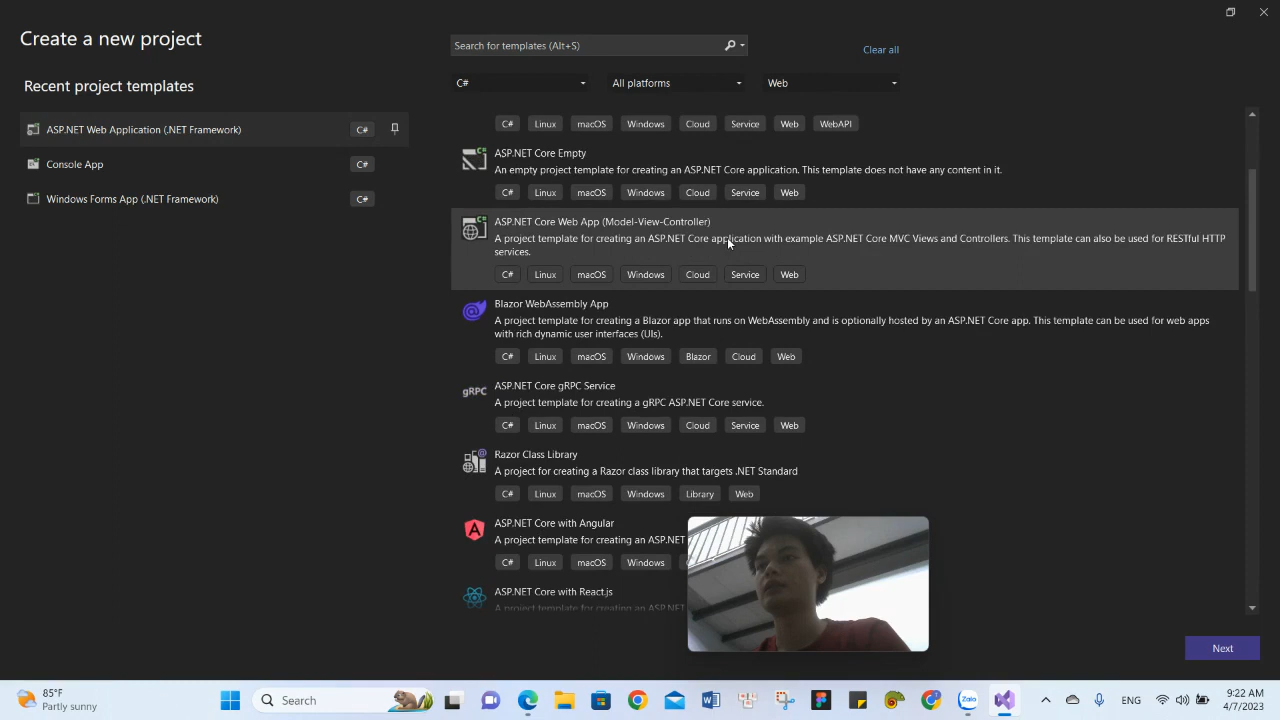 Create a new project
Search for templates (Alt+S)
Clear all
C#
All platforms
Web
Recent project templates
ASP.NET Web Application (.NET Framework)
C#
Console App
C#
Windows Forms App (.NET Framework)
C#
C# Linux macOS Windows Cloud Service Web WebAPI
ASP.NET Core Empty
An empty project template for creating an ASP.NET Core application. This template does not have any content in it.
C# Linux macOS Windows Cloud Service Web
ASP.NET Core Web App (Model-View-Controller)
A project template for creating an ASP.NET Core application with example ASP.NET Core MVC Views and Controllers. This template can also be used for RESTful HTTP
services.
C# Linux macOS Windows Cloud Service Web
Blazor WebAssembly App
A project template for creating a Blazor app that runs on WebAssembly and is optionally hosted by an ASP.NET Core app. This template can be used for web apps
with rich dynamic user interfaces (UIs).
C# Linux macOS Windows Blazor Cloud Web
gRPC
ASP.NET Core gRPC Service
A project template for creating a gRPC ASP.NET Core service.
C# Linux macOS Windows Cloud Service Web
Razor Class Library
A project for creating a Razor class library that targets .NET Standard
C# Linux macOS Windows Library Web
ASP.NET Core with Angular
A project template for creating an ASP.NET
C# Linux macOS Windows
ASP.NET Core with React.js
A project template for creating an ASP.NET
Next
85°F
Partly sunny
Search
Zalo
ENG
9:22 AM
4/7/2023